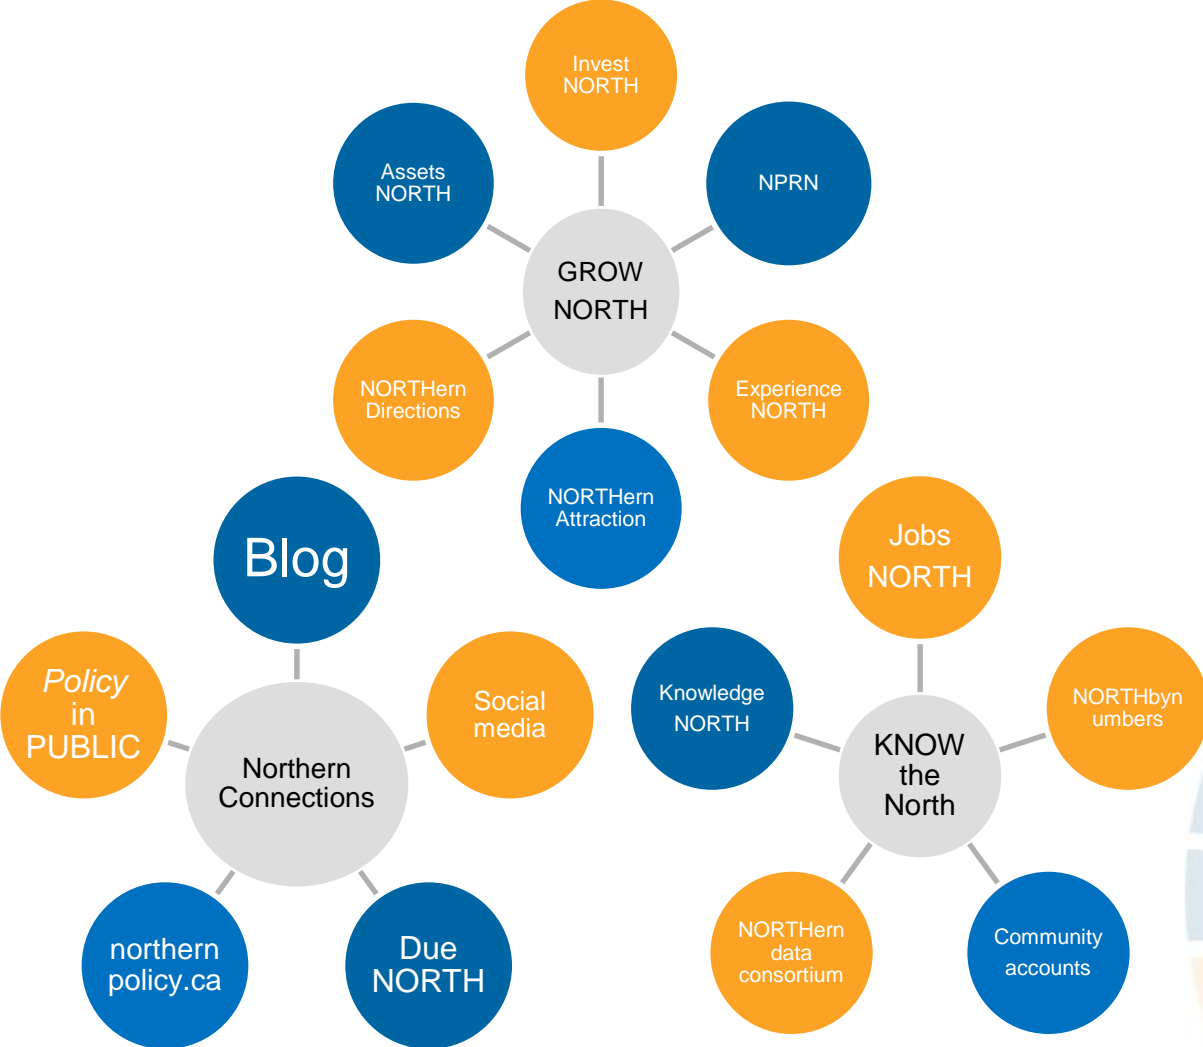 Invest
NORTH
Assets
NORTH
NPRN
GROW
NORTH
NORTHern
Directions
Experience
NORTH
NORTHern
Attraction
Blog
Policy
in
PUBLIC
Social
media
Northern
Connections
northern
policy.ca
Due
NORTH
Jobs
NORTH
Knowledge
NORTH
NORTHbyn
umbers
KNOW
the
North
NORTHern
data
consortium
Community
accounts